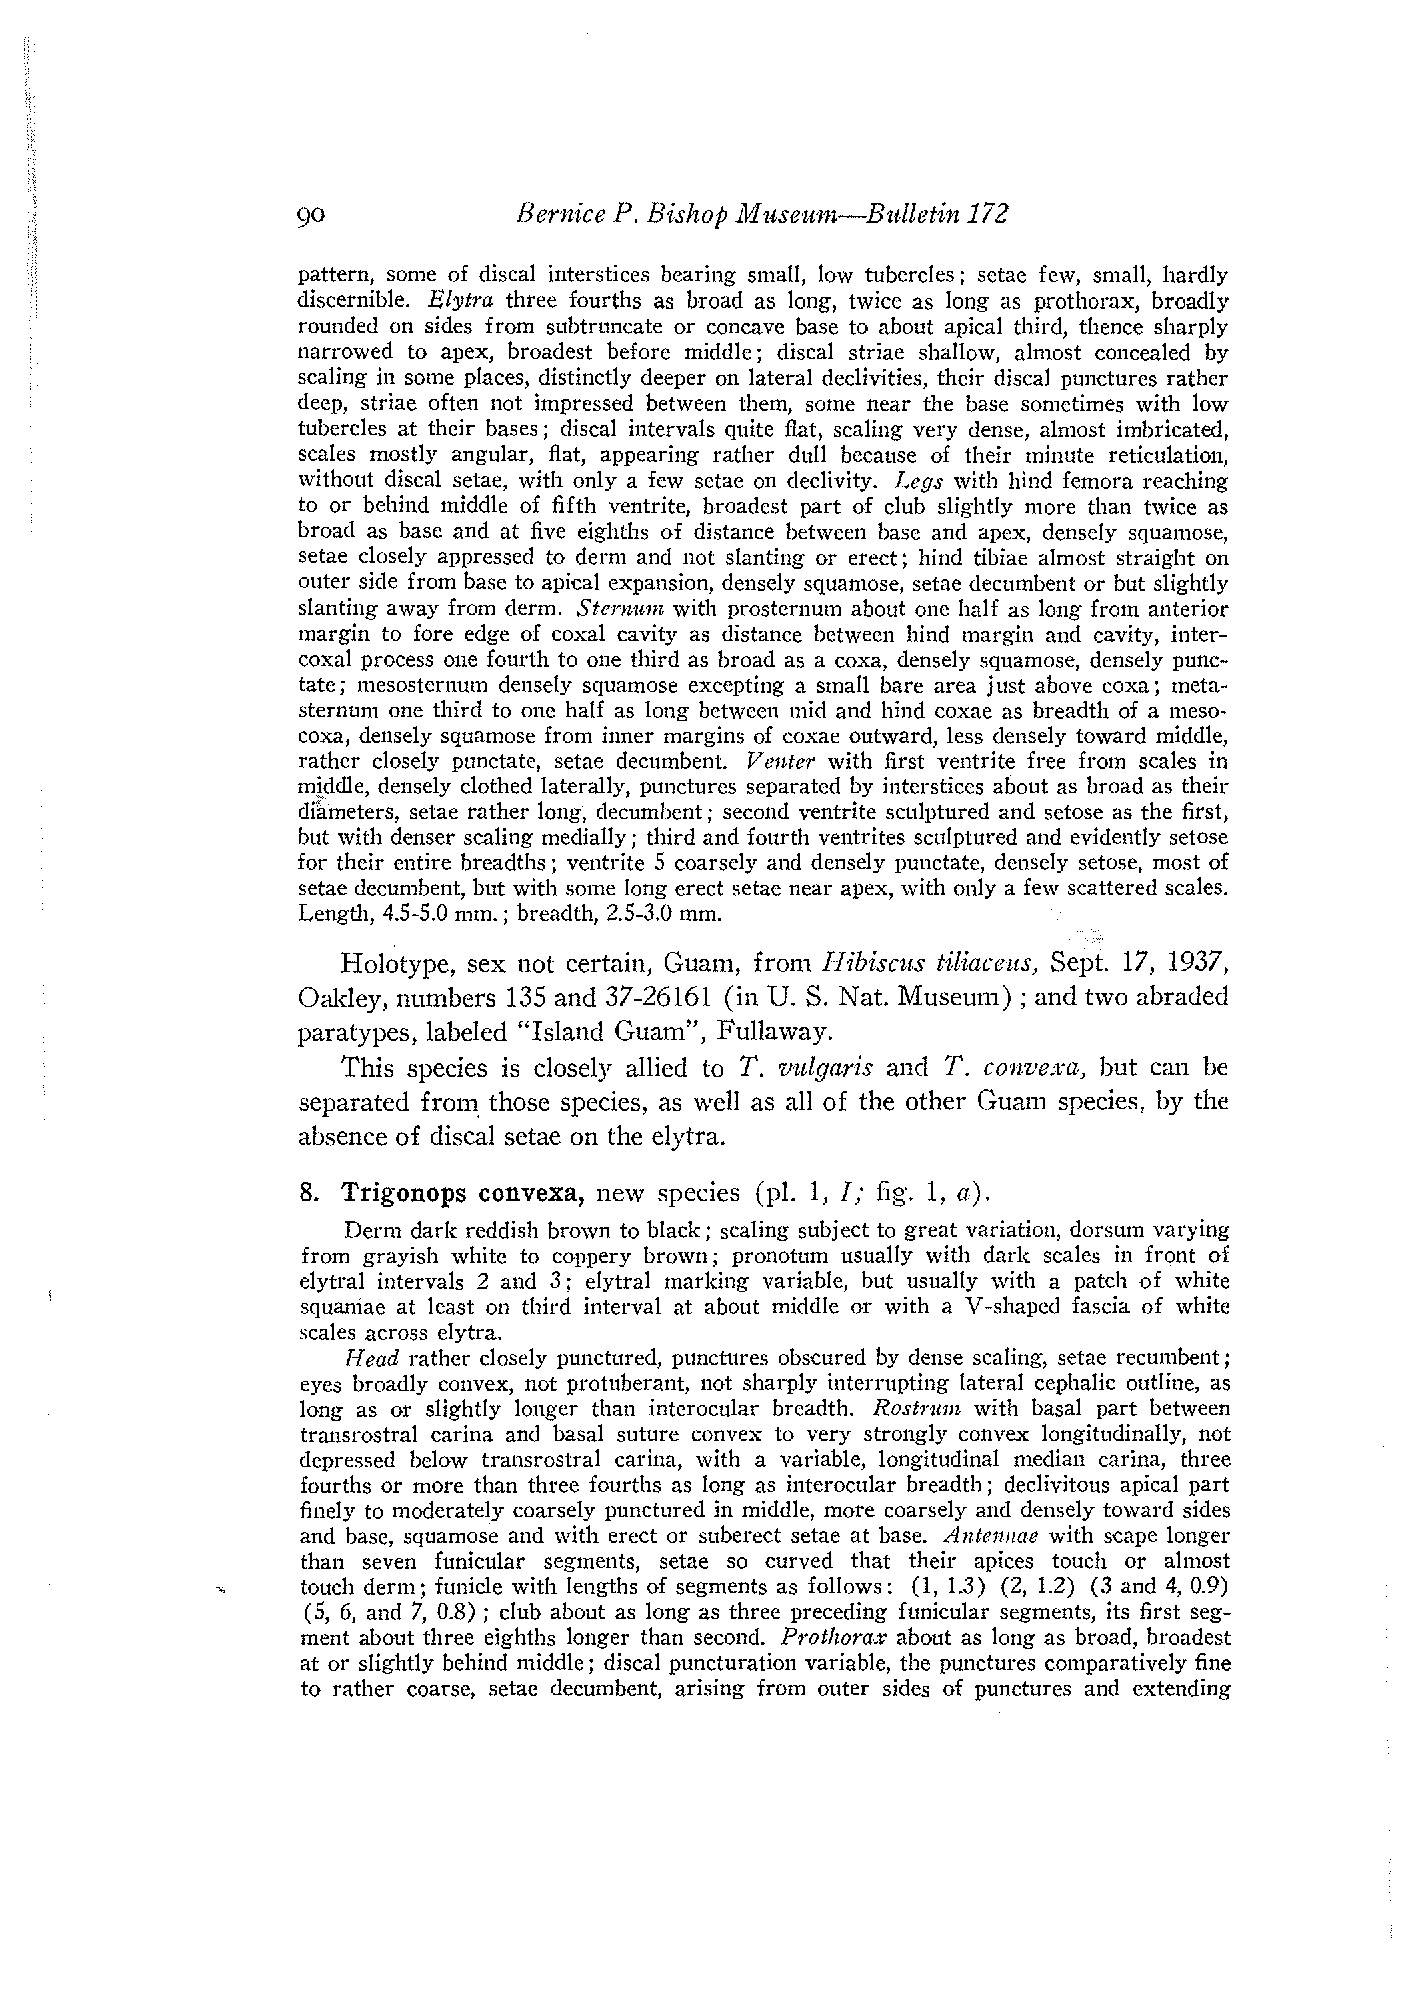 90 Bernice P. Bishop Museum—Bulletin 172
pattern, some of discal interstices bearing small, low tubercles; setae few, small, hardly
discernible. Elytra three fourths as broad as long, twice as long as prothorax, broadly
rounded on sides from subtruncate or concave base to about apical third, thence sharply
narrowed to apex, broadest before middle; discal striae shallow, almost concealed by
scaling in some places, distinctly deeper on lateral declivities, their discal punctures rather
deep, striae often not impressed between them, some near the base sometimes with low
tubercles at their bases; discal intervals quite flat, scaling very dense, almost imbricated,
scales mostly angular, flat, appearing rather dull because of their minute reticulation,
without discal setae, with only a few setae on declivity. Legs with hind femora reaching
to or behind middle of fifth ventrite, broadest part of club slightly more than twice as
broad as base and at five eighths of distance between base and apex, densely squamose,
setae closely appressed to derm and not slanting or erect; hind tibiae almost straight on
outer side from base to apical expansion, densely squamose, setae decumbent or but slightly
slanting away from derm. Sternum with prosternum about one half as long from anterior
margin to fore edge of coxal cavity as distance between hind margin and cavity, inter-
coxal process one fourth to one third as broad as a coxa, densely squamose, densely punc-
tate; mesosternum densely squamose excepting a small bare area just above coxa; meta-
sternum one third to one half as long between mid and hind coxae as breadth of a meso-
coxa, densely squamose from inner margins of coxae outward, less densely toward middle,
rather closely punctate, setae decumbent. Venter with first ventrite free from scales in
middle, densely clothed laterally, punctures separated by interstices about as broad as their
diameters, setae rather long, decumbent; second ventrite sculptured and setose as the first,
but with denser scaling medially; third and fourth ventrites sculptured and evidently setose
for their entire breadths; ventrite 5 coarsely and densely punctate, densely setose, most of
setae decumbent, but with some long erect setae near apex, with only a few scattered scales.
Length, 4.5-5.0 mm.; breadth, 2.5-3.0 mm.
Holotype, sex not certain, Guam, from Hibiscus tiliaceus, Sept. 17, 1937,
Oakley, numbers 135 and 37-26161 (in U. S. Nat. Museum) ; and two abraded
paratypes, labeled "Island Guam", Fullaway.
This species is closely allied to T. vulgaris and T. convexa, but can be
separated from those species, as well as all of the other Guam species, by the
absence of discal setae on the elytra.
8. Trigonops convexa, new species (pl. 1, I; fig. 1, a).
Derm dark reddish brown to black; scaling subject to great variation, dorsum varying
from grayish white to coppery brown; pronotum usually with dark scales in front of
elytral intervals 2 and 3; elytral marking variable, but usually with a patch of white
squamae at least on third interval at about middle or with a V-shaped fascia of white
scales across elytra.
Head rather closely punctured, punctures obscured by dense scaling, setae recumbent;
eyes broadly convex, not protuberant, not sharply interrupting lateral cephalic outline, as
long as or slightly longer than interocular breadth. Rostrum with basal part between
transrostral carina and basal suture convex to very strongly convex longitudinally, not
depressed below transrostral carina, with a variable, longitudinal median carina, three
fourths or more than three fourths as long as interocular breadth; declivitous apical part
finely to moderately coarsely punctured in middle, more coarsely and densely toward sides
and base, squamose and with erect or suberect setae at base. Antennae with scape longer
than seven funicular segments, setae so curved that their apices touch or almost
touch derm; funicle with lengths of segments as follows: (1, 1.3) (2, 1.2) (3 and 4, 0.9)
(5, 6, and 7, 0.8) ; club about as long as three preceding funicular segments, its first seg-
ment about three eighths longer than second. Prothorax about as long as broad, broadest
at or slightly behind middle; discal puncturation variable, the punctures comparatively fine
to rather coarse, setae decumbent, arising from outer sides of punctures and extending